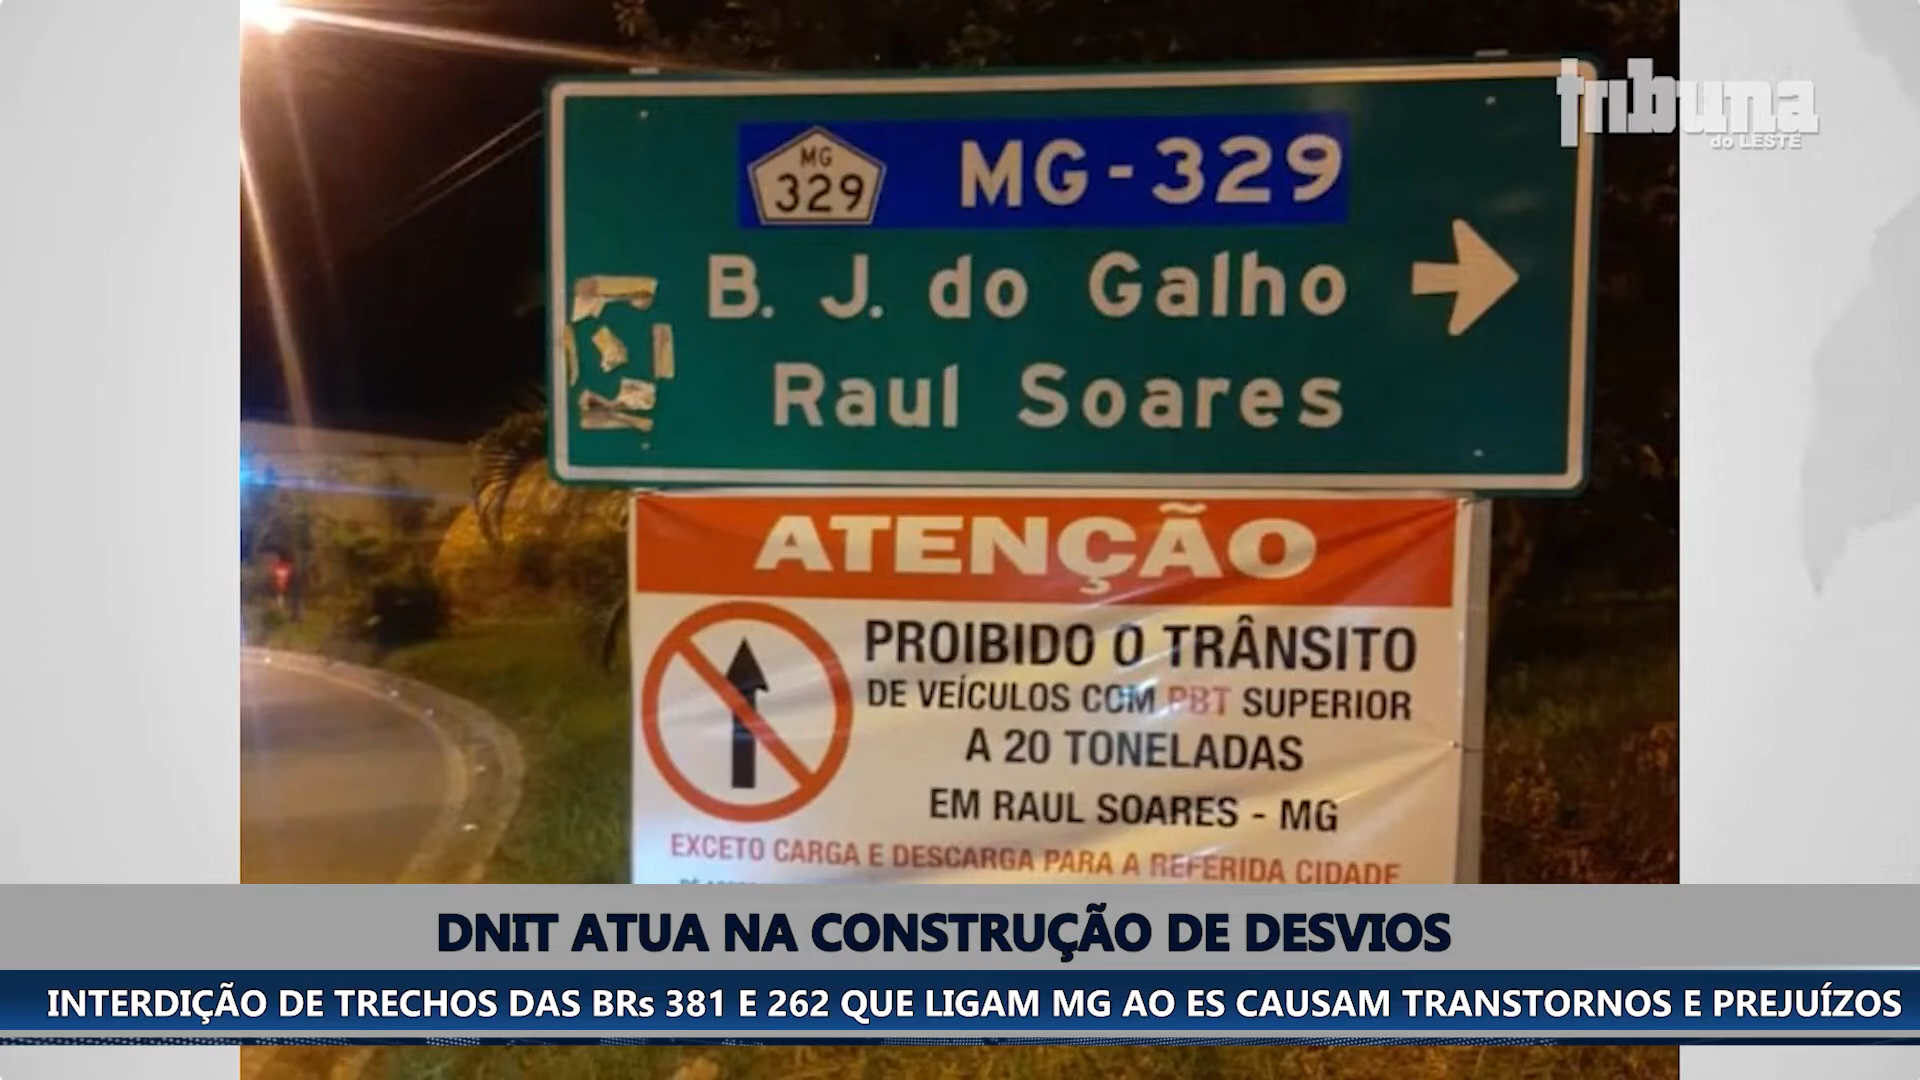 tribuna
do LESTE
MG
329
MG-329
B. J. do Galho
Raul Soares
ATENÇÃO
PROIBIDO O TRÂNSITO
DE VEÍCULOS COM PBT SUPERIOR
A 20 TONELADAS
EM RAUL SOARES - MG
EXCETO CARGA E DESCARGA PARA A REFERIDA CIDADE
DNIT ATUA NA CONSTRUÇÃO DE DESVIOS
INTERDIÇÃO DE TRECHOS DAS BRs 381 E 262 QUE LIGAM MG AO ES CAUSAM TRANSTORNOS E PREJUÍZOS